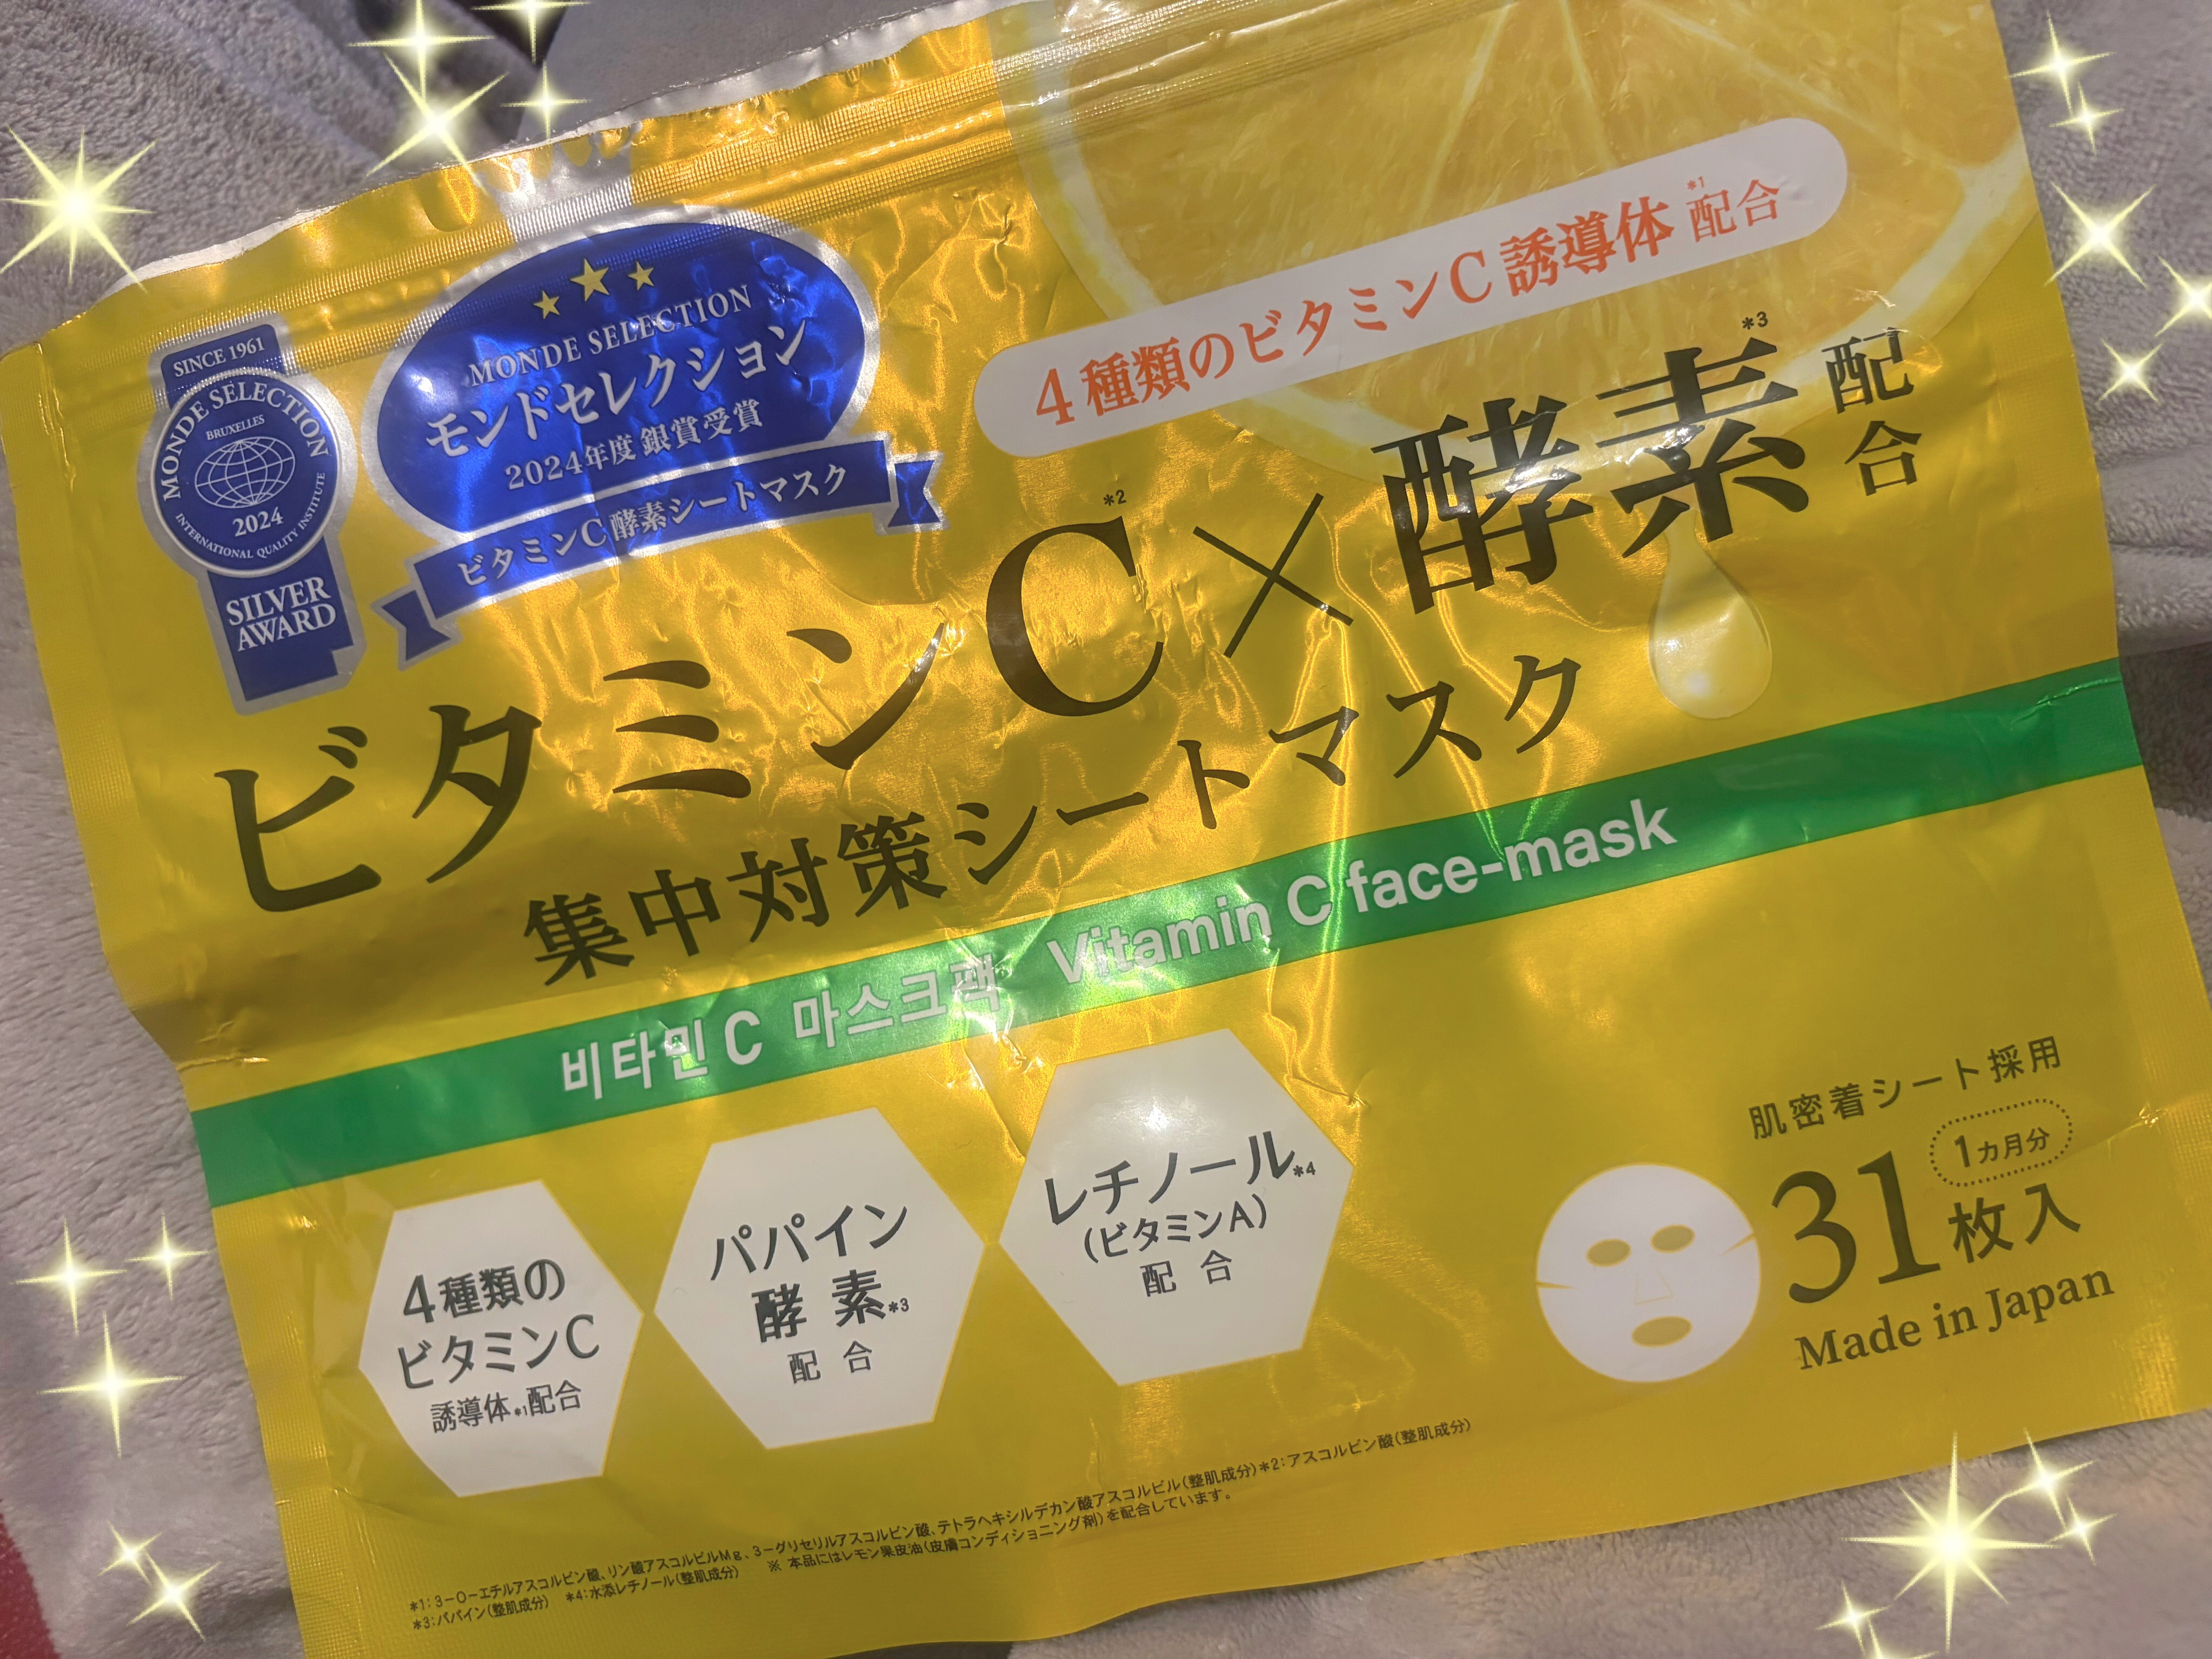 SINCE 1961
MONDE SELECTION
BRUXELLES
2024
INTERNATIONAL QUALITY INSTITUTE
SILVER
AWARD
MONDE SELECTION
モンドセレクション
2024年度 銀賞受賞
ビタミンC酵素シートマスク
4種類のビタミンC誘導体*1配合
ビタミンC*2×酵素*3配合
集中対策シートマスク
비타민C 마스크팩 Vitamin C face-mask
4種類の
ビタミンC
誘導体*1配合
パパイン
酵素*3
配合
レチノール*4
(ビタミンA)
配合
肌密着シート採用
1カ月分
31枚入
Made in Japan
*1:3-O-エチルアスコルビン酸、リン酸アスコルビルMg、3-グリセリルアスコルビン酸、テトラヘキシルデカン酸アスコルビル(整肌成分)*2:アスコルビン酸(整肌成分)
*3:パパイン(整肌成分) *4:水添レチノール(整肌成分) ※ 本品にはレモン果皮油(皮膚コンディショニング剤)を配合しています。